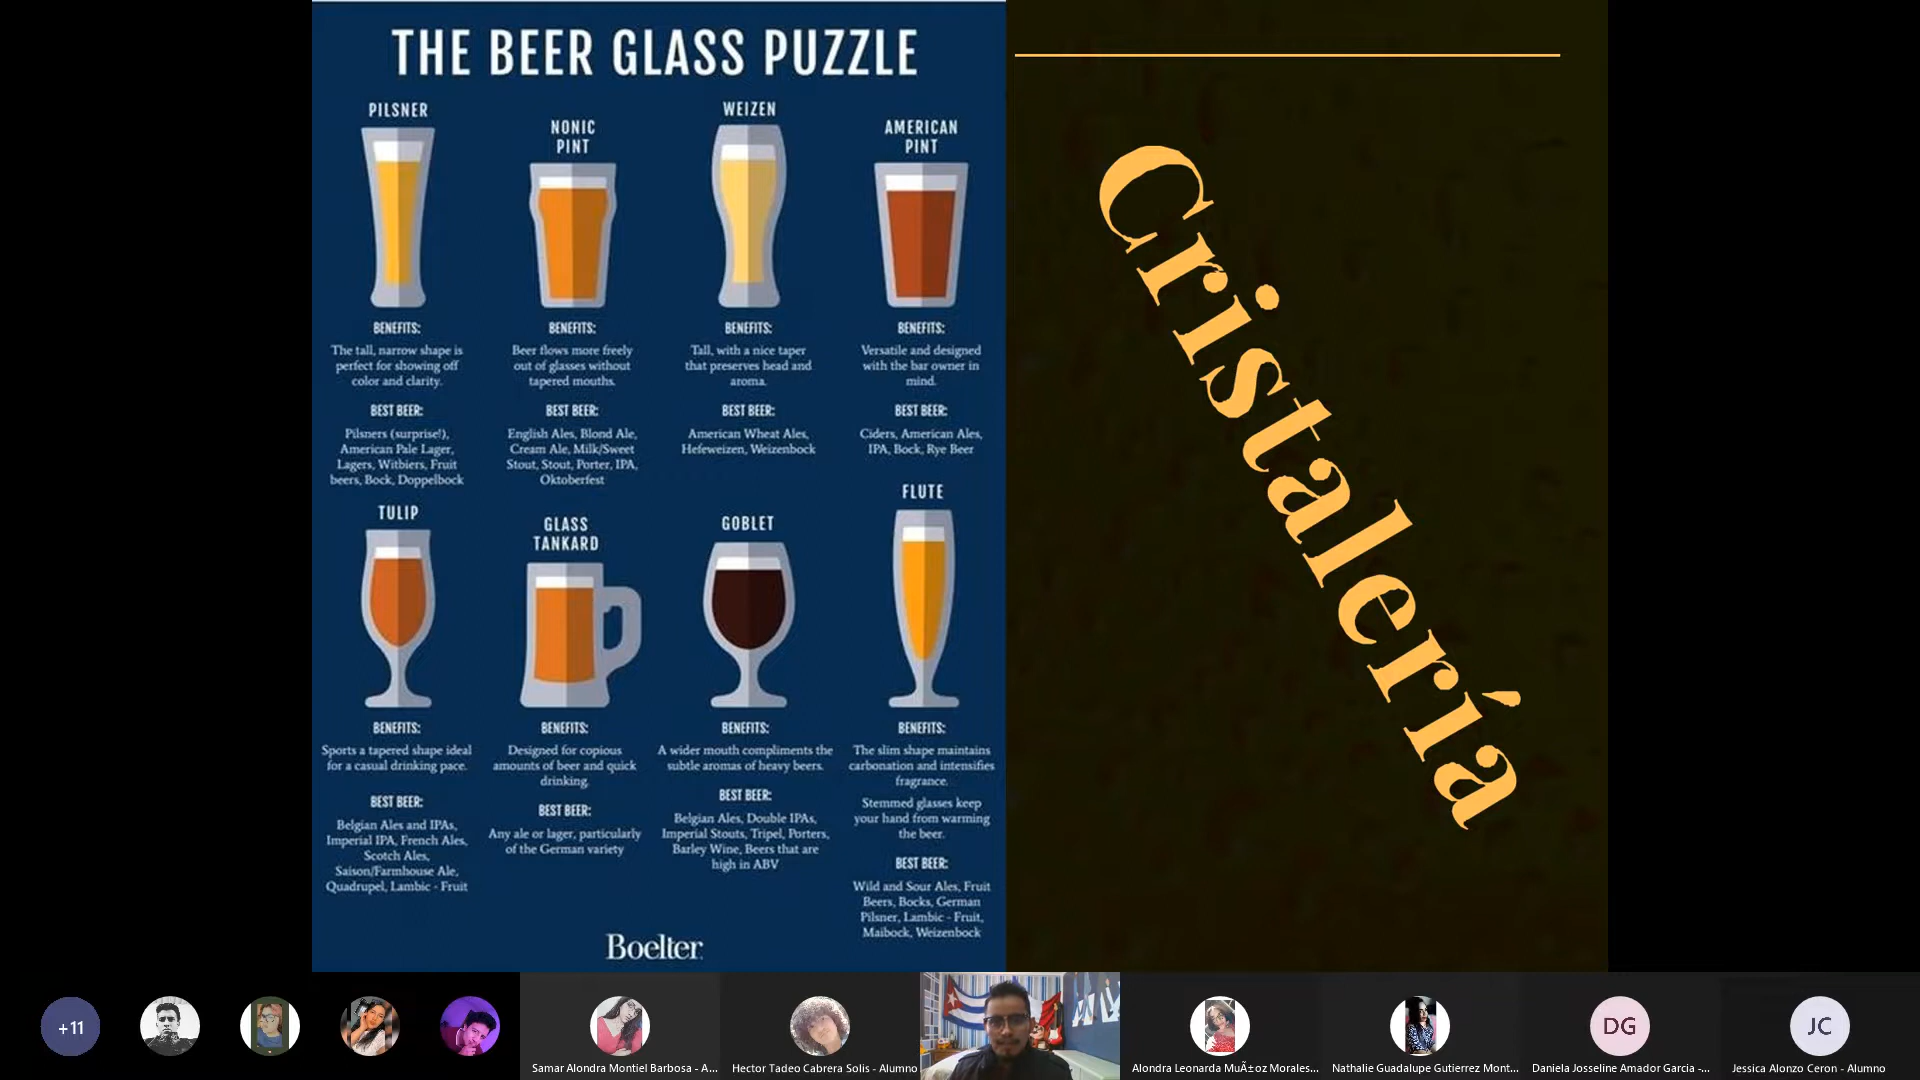 THE BEER GLASS PUZZLE
PILSNER
BENEFITS:
The tall, narrow shape is
perfect for showing off
color and clarity.
BEST BEER:
Pilsners (surprise!),
American Pale Lager,
Lagers, Witbiers, Fruit
beers, Bock, Doppelbock
NONIC
PINT
BENEFITS:
Beer flows more freely
out of glasses without
tapered mouths.
BEST BEER:
English Ales, Blond Ale,
Cream Ale, Milk/Sweet
Stout, Stout, Porter, IPA,
Oktoberfest
WEIZEN
BENEFITS:
Tall, with a nice taper
that preserves head and
aroma.
BEST BEER:
American Wheat Ales,
Hefeweizen, Weizenbock
AMERICAN
PINT
BENEFITS:
Versatile and designed
with the bar owner in
mind.
BEST BEER:
Ciders, American Ales,
IPA, Bock, Rye Beer
TULIP
BENEFITS:
Sports a tapered shape ideal
for a casual drinking pace.
BEST BEER:
Belgian Ales and IPAs,
Imperial IPA, French Ales,
Scotch Ales,
Saison/Farmhouse Ale,
Quadrupel, Lambic - Fruit
GLASS
TANKARD
BENEFITS:
Designed for copious
amounts of beer and quick
drinking.
BEST BEER:
Any ale or lager, particularly
of the German variety
GOBLET
BENEFITS:
A wider mouth compliments the
subtle aromas of heavy beers.
BEST BEER:
Belgian Ales, Double IPAs,
Imperial Stouts, Tripel, Porters,
Barley Wine, Beers that are
high in ABV
FLUTE
BENEFITS:
The slim shape maintains
carbonation and intensifies
fragrance.
Stemmed glasses keep
your hand from warming
the beer.
BEST BEER:
Wild and Sour Ales, Fruit
Beers, Bocks, German
Pilsner, Lambic - Fruit,
Maibock, Weizenbock
Boelter
Cristalería
+11
Samar Alondra Montiel Barbosa - A...
Hector Tadeo Cabrera Solis - Alumno
Alondra Leonarda MuÃ±oz Morales...
Nathalie Guadalupe Gutierrez Mont...
DG
Daniela Josseline Amador Garcia -...
JC
Jessica Alonzo Ceron - Alumno